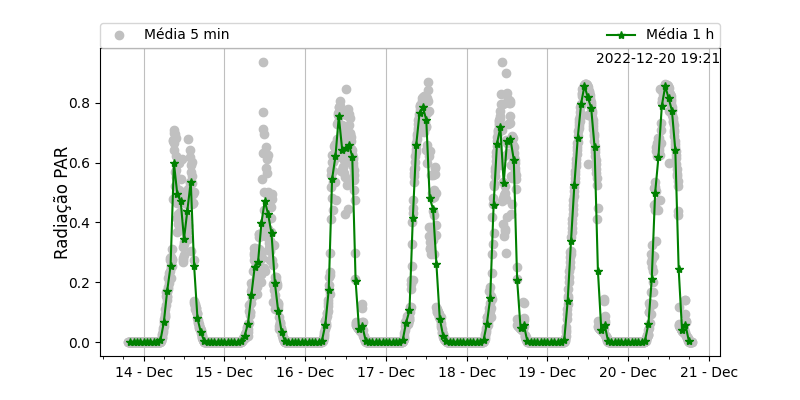 Média 5 min
Média 1 h
2022-12-20 19:21
Radiação PAR
0.8
0.6
0.4
0.2
0.0
14 - Dec
15 - Dec
16 - Dec
17 - Dec
18 - Dec
19 - Dec
20 - Dec
21 - Dec